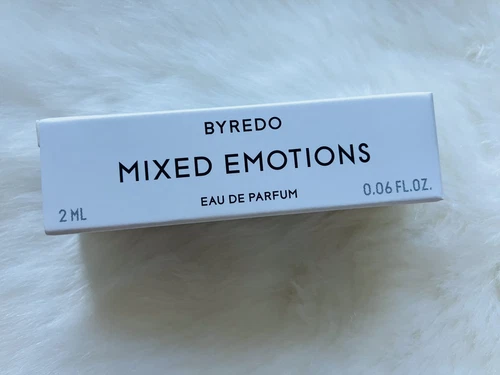 BYREDO
MIXED EMOTIONS
EAU DE PARFUM
2 ML
0.06 FL.OZ.